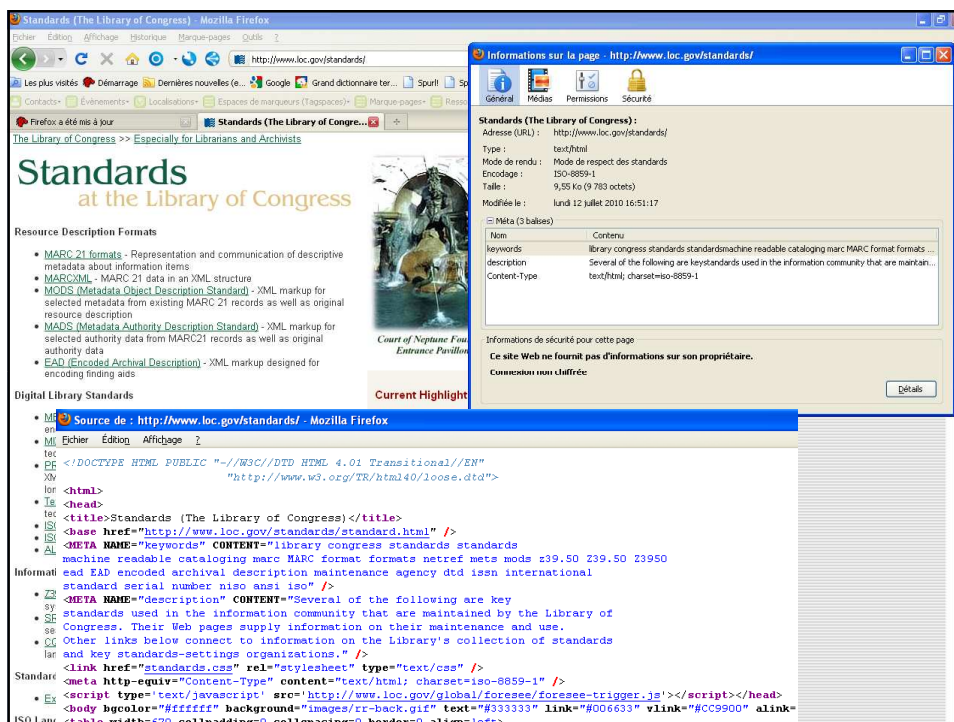 Standards (The Library of Congress) - Mozilla Firefox
Fichier Édition Affichage Historique Marque-pages Outils ?
http://www.loc.gov/standards/
Les plus visités Démarrage Dernières nouvelles (e... Google Grand dictionnaire ter... Spurl! Sp
Contacts Évènements Localisations Espaces de marqueurs (Tagspaces) Marque-pages Resso
Firefox a été mis à jour
Standards (The Library of Congre...
The Library of Congress >> Especially for Librarians and Archivists
Standards
at the Library of Congress
Resource Description Formats
• MARC 21 formats - Representation and communication of descriptive
metadata about information items
• MARCXML - MARC 21 data in an XML structure
• MODS (Metadata Object Description Standard) - XML markup for
selected metadata from existing MARC 21 records as well as original
resource description
• MADS (Metadata Authority Description Standard) - XML markup for
selected authority data from MARC21 records as well as original
authority data
• EAD (Encoded Archival Description) - XML markup designed for
encoding finding aids
Court of Neptune Fou
Entrance Pavilion
Digital Library Standards
Current Highlight
Informations sur la page - http://www.loc.gov/standards/
Général Médias Permissions Sécurité
Standards (The Library of Congress) :
Adresse (URL) : http://www.loc.gov/standards/
Type : text/html
Mode de rendu : Mode de respect des standards
Encodage : ISO-8859-1
Taille : 9,55 Ko (9 783 octets)
Modifiée le : lundi 12 juillet 2010 16:51:17
Méta (3 balises)
Nom Contenu
keywords library congress standards standardsmachine readable cataloging marc MARC format formats ...
description Several of the following are keystandards used in the information community that are maintain...
Content-Type text/html; charset=iso-8859-1
Informations de sécurité pour cette page
Ce site Web ne fournit pas d'informations sur son propriétaire.
Connexion non chiffrée
Détails
Source de : http://www.loc.gov/standards/ - Mozilla Firefox
Fichier Édition Affichage ?
<!DOCTYPE HTML PUBLIC "-//W3C//DTD HTML 4.01 Transitional//EN"
"http://www.w3.org/TR/html40/loose.dtd">
<html>
<head>
<title>Standards (The Library of Congress)</title>
<base href="http://www.loc.gov/standards/standard.html" />
<META NAME="keywords" CONTENT="library congress standards standards
machine readable cataloging marc MARC format formats netref mets mods z39.50 Z39.50 Z3950
ead EAD encoded archival description maintenance agency dtd issn international
standard serial number niso ansi iso" />
<META NAME="description" CONTENT="Several of the following are key
standards used in the information community that are maintained by the Library of
Congress. Their Web pages supply information on their maintenance and use.
Other links below connect to information on the Library's collection of standards
and key standards-settings organizations." />
<link href="standards.css" rel="stylesheet" type="text/css" />
<meta http-equiv="Content-Type" content="text/html; charset=iso-8859-1" />
<script type='text/javascript' src='http://www.loc.gov/global/foresee/foresee-trigger.js'></script></head>
<body bgcolor="#ffffff" background="images/rr-back.gif" text="#333333" link="#006633" vlink="#CC9900" alink=
<table width=670 cellpadding=0 cellspacing=0 border=0 align=left>
Informati
Standard
ISO Lang